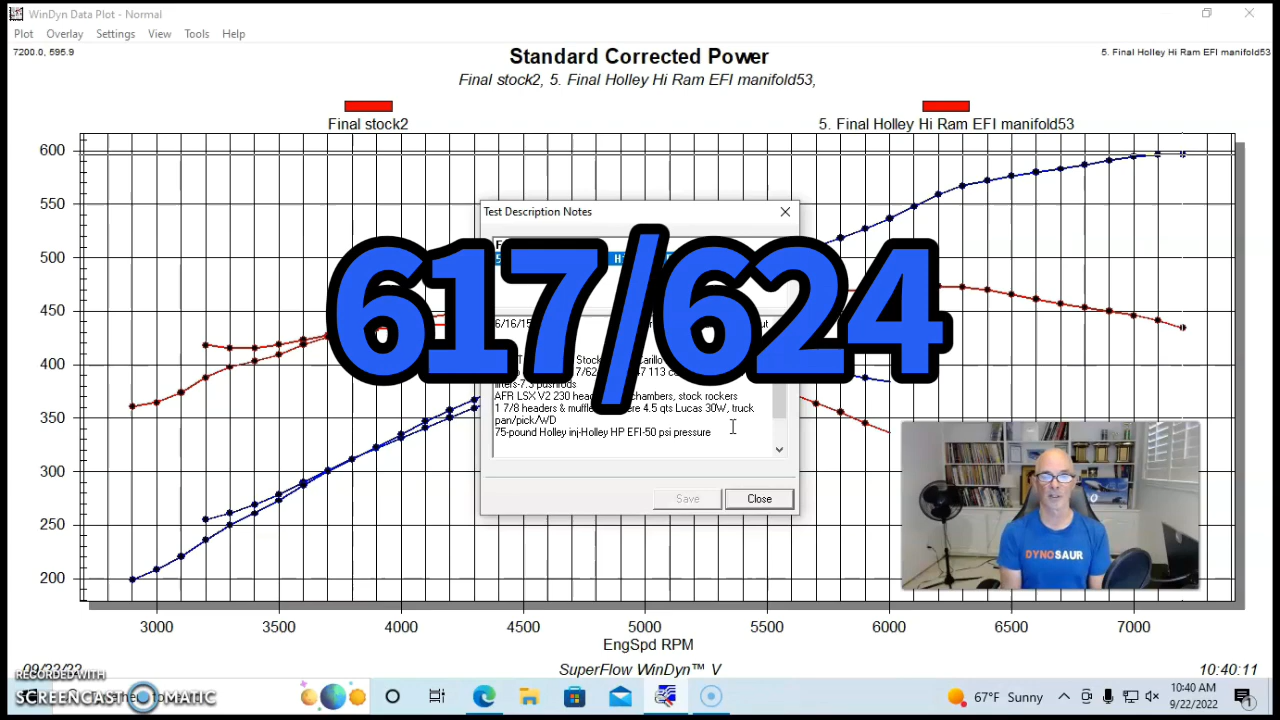 WinDyn Data Plot - Normal
Plot Overlay Settings View Tools Help
7200.0, 595.9
5. Final Holley Hi Ram EFI manifold53
Standard Corrected Power
Final stock2, 5. Final Holley Hi Ram EFI manifold53,
Final stock2
5. Final Holley Hi Ram EFI manifold53
600
550
500
450
400
350
300
250
200
Test Description Notes
617/624
6/16/15
AFR LSX V2 230
chambers, stock rockers
1 7/8 headers & muffle
4.5 qts Lucas 30W, truck
pan/pick/WD
75-pound Holley inj-Holley HP EFI-50 psi pressure
Save Close
DYNOSAUR
3000 3500 4000 4500 5000 5500 6000 6500 7000
EngSpd RPM
09/22/22
SuperFlow WinDyn™ V
10:40:11
RECORDED WITH
SCREENCAST MATIC
67°F Sunny
10:40 AM
9/22/2022